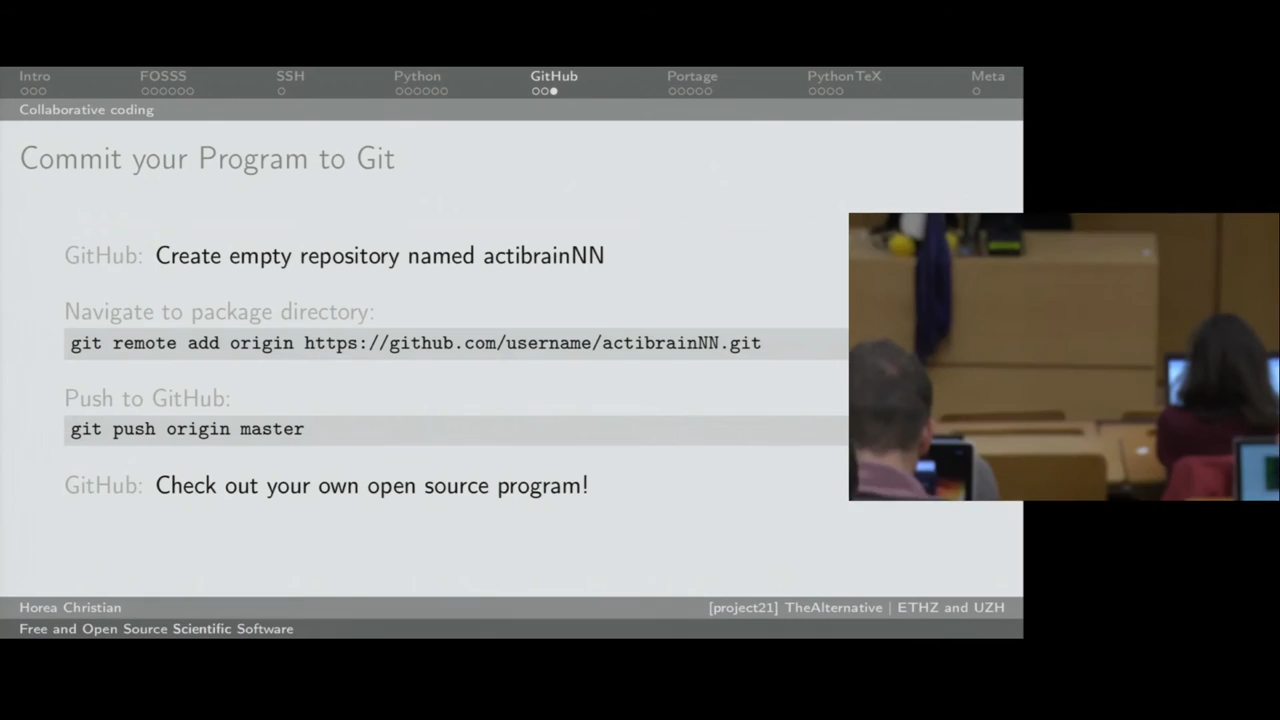 Intro FOSSS SSH Python GitHub Portage PythonTeX Meta
Collaborative coding
Commit your Program to Git
GitHub: Create empty repository named actibrainNN
Navigate to package directory:
git remote add origin https://github.com/username/actibrainNN.git
Push to GitHub:
git push origin master
GitHub: Check out your own open source program!
Horea Christian [project21] TheAlternative | ETHZ and UZH
Free and Open Source Scientific Software